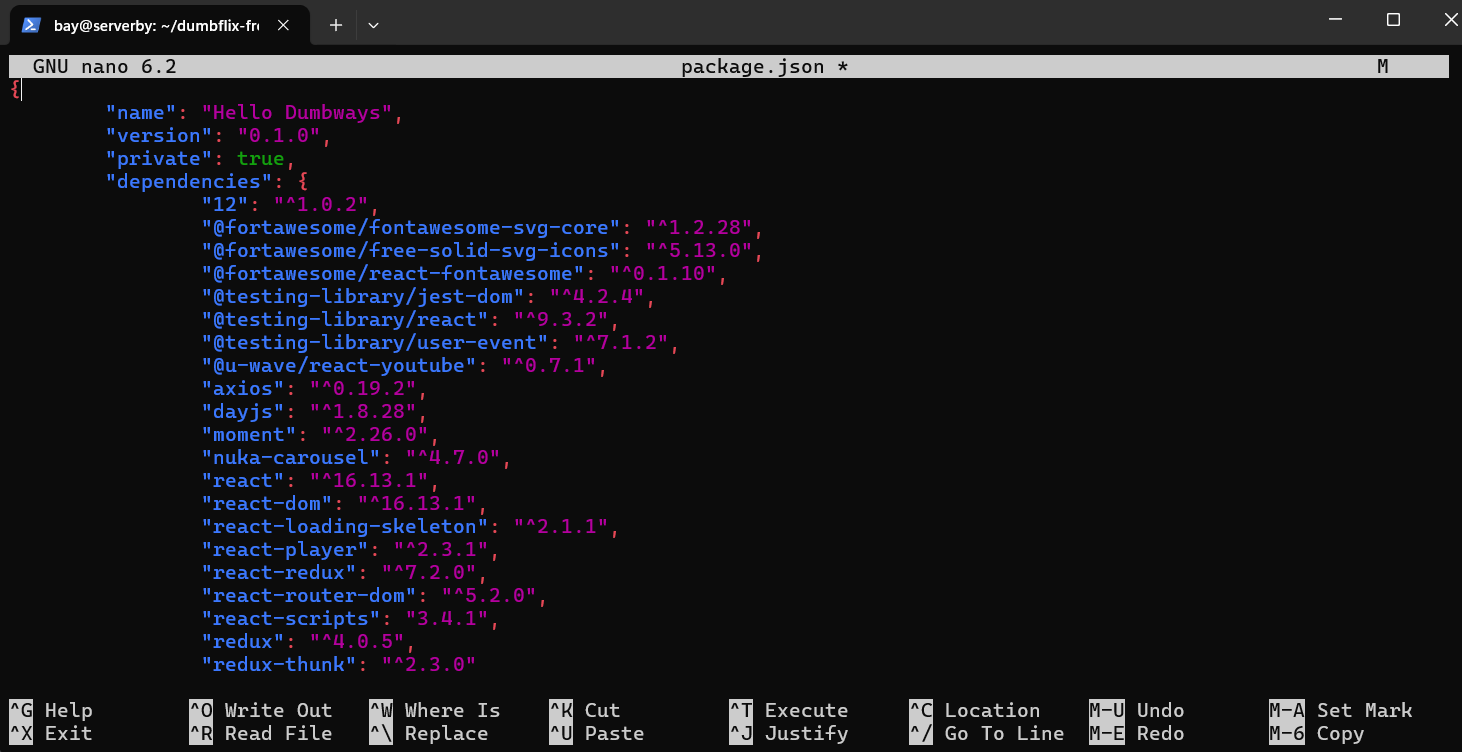 bay@serverby: ~/dumbflix-fr
GNU nano 6.2 package.json * M
{
"name": "Hello Dumbways",
"version": "0.1.0",
"private": true,
"dependencies": {
"12": "^1.0.2",
"@fortawesome/fontawesome-svg-core": "^1.2.28",
"@fortawesome/free-solid-svg-icons": "^5.13.0",
"@fortawesome/react-fontawesome": "^0.1.10",
"@testing-library/jest-dom": "^4.2.4",
"@testing-library/react": "^9.3.2",
"@testing-library/user-event": "^7.1.2",
"@u-wave/react-youtube": "^0.7.1",
"axios": "^0.19.2",
"dayjs": "^1.8.28",
"moment": "^2.26.0",
"nuka-carousel": "^4.7.0",
"react": "^16.13.1",
"react-dom": "^16.13.1",
"react-loading-skeleton": "^2.1.1",
"react-player": "^2.3.1",
"react-redux": "^7.2.0",
"react-router-dom": "^5.2.0",
"react-scripts": "3.4.1",
"redux": "^4.0.5",
"redux-thunk": "^2.3.0"
^G Help ^O Write Out ^W Where Is ^K Cut ^T Execute ^C Location M-U Undo M-A Set Mark
^X Exit ^R Read File ^\ Replace ^U Paste ^J Justify ^/ Go To Line M-E Redo M-6 Copy